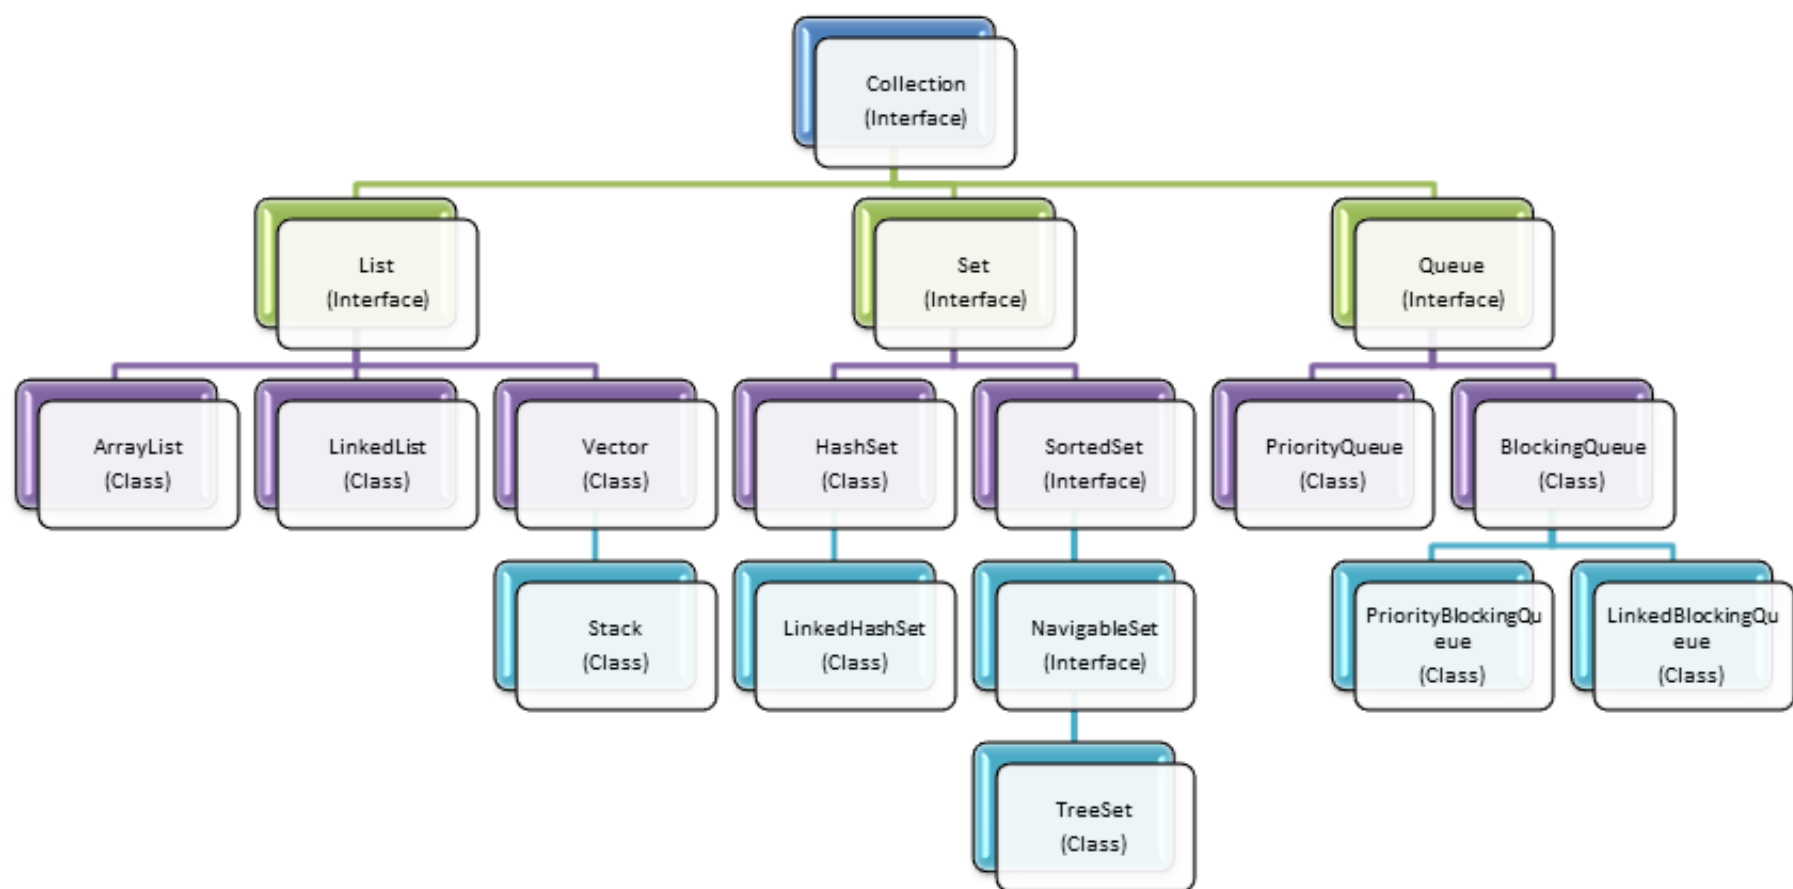 Collection
(Interface)
List
(Interface)
Set
(Interface)
Queue
(Interface)
ArrayList
(Class)
LinkedList
(Class)
Vector
(Class)
HashSet
(Class)
SortedSet
(Interface)
PriorityQueue
(Class)
BlockingQueue
(Class)
Stack
(Class)
LinkedHashSet
(Class)
NavigableSet
(Interface)
PriorityBlockingQu
eue
(Class)
LinkedBlockingQu
eue
(Class)
TreeSet
(Class)